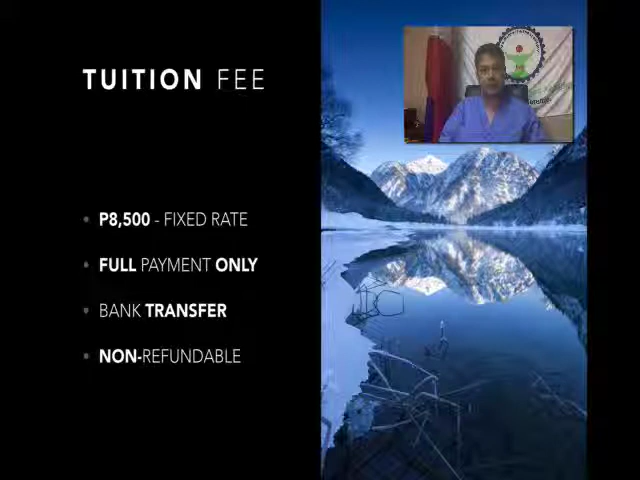 TUITION FEE
• P8,500 - FIXED RATE
• FULL PAYMENT ONLY
• BANK TRANSFER
• NON-REFUNDABLE